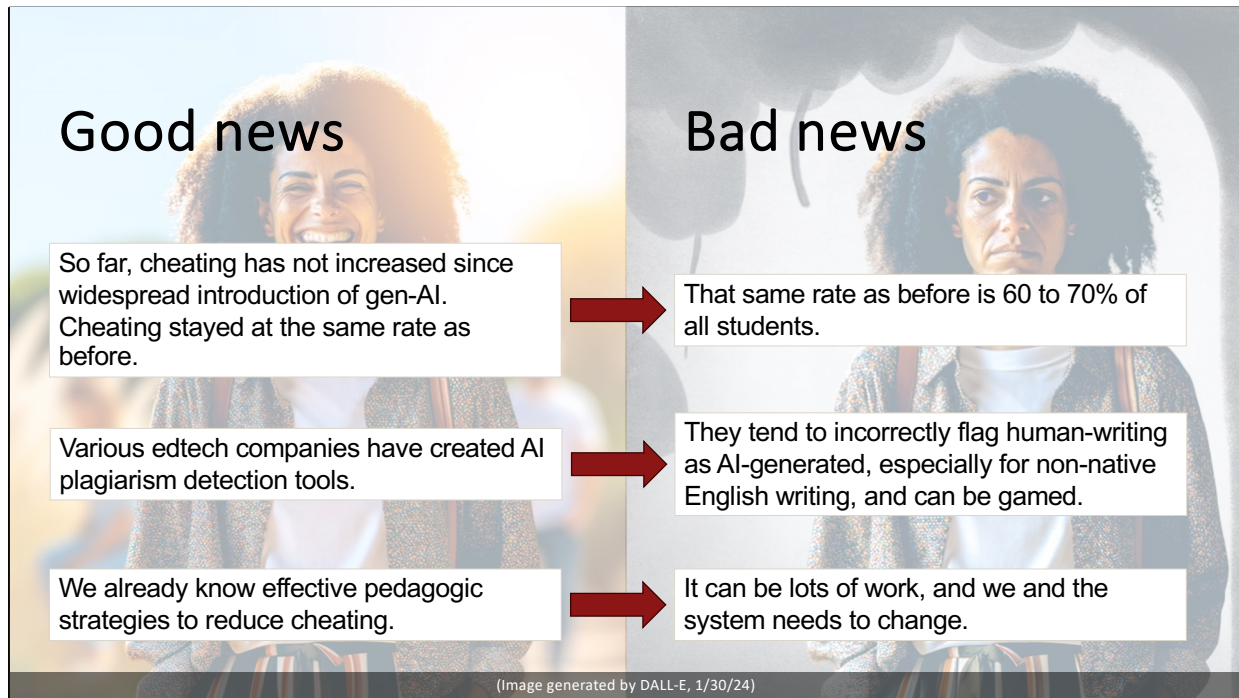 Good news
Bad news
So far, cheating has not increased since
widespread introduction of gen-AI.
Cheating stayed at the same rate as
before.
That same rate as before is 60 to 70% of
all students.
Various edtech companies have created AI
plagiarism detection tools.
They tend to incorrectly flag human-writing
as AI-generated, especially for non-native
English writing, and can be gamed.
We already know effective pedagogic
strategies to reduce cheating.
It can be lots of work, and we and the
system needs to change.
(Image generated by DALL-E, 1/30/24)